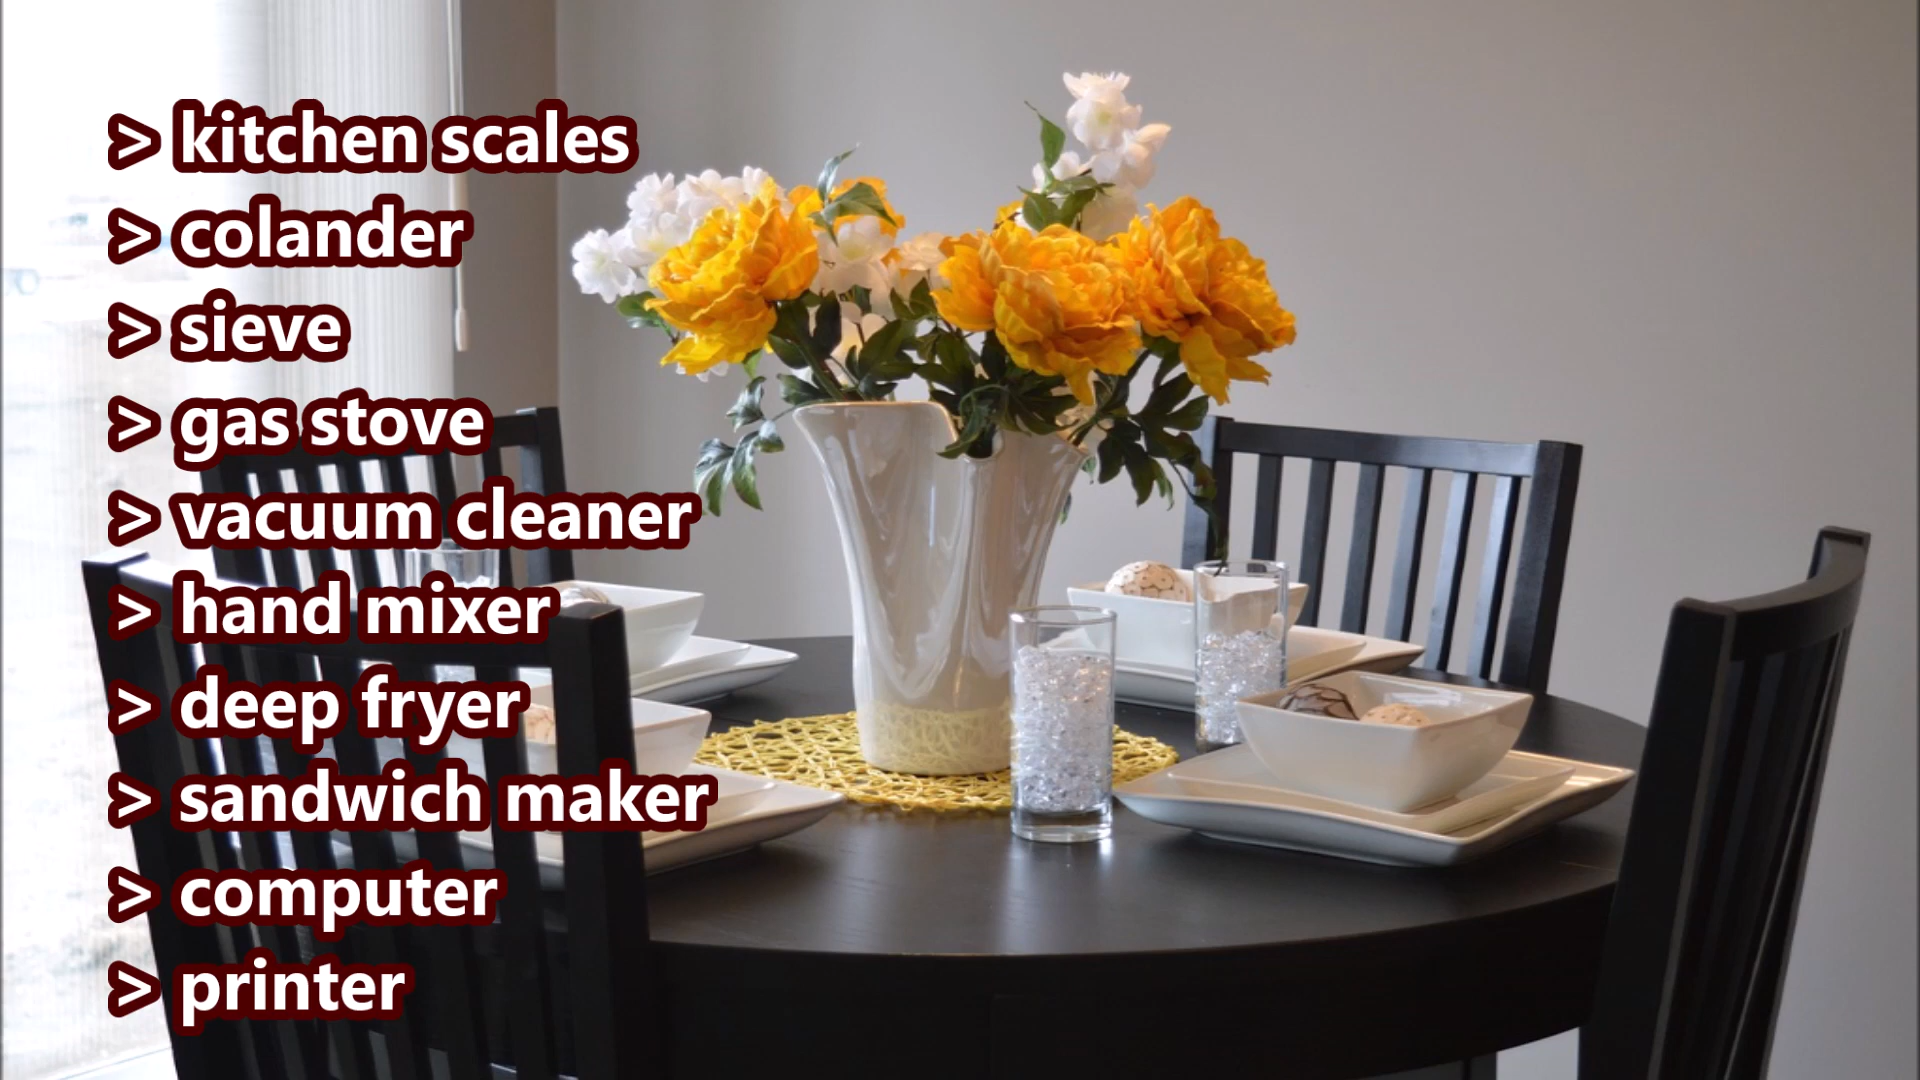 > kitchen scales
> colander
> sieve
> gas stove
> vacuum cleaner
> hand mixer
> deep fryer
> sandwich maker
> computer
> printer